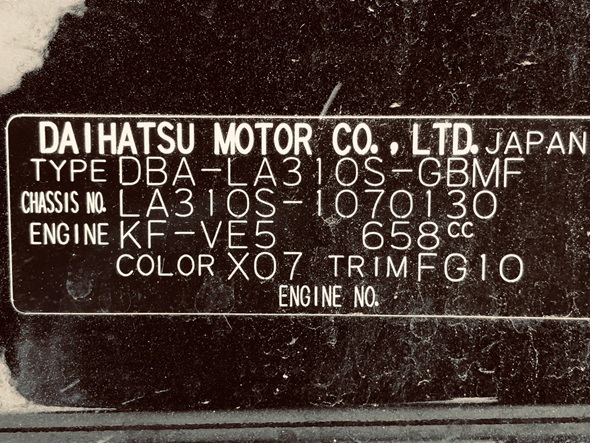 DAIHATSU MOTOR CO., LTD. JAPAN
TYPE DBA-LA310S-GBMF
CHASSIS NO. LA310S-1070130
ENGINE KF-VE5 658cc
COLOR X07 TRIM FG10
ENGINE NO.